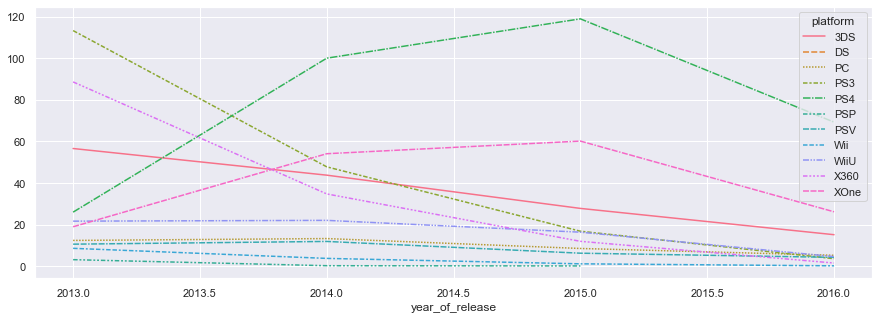 120
100
80
60
40
20
0
2013.0 2013.5 2014.0 2014.5 2015.0 2015.5 2016.0
year_of_release
platform
3DS
DS
PC
PS3
PS4
PSP
PSV
Wii
WiiU
X360
XOne